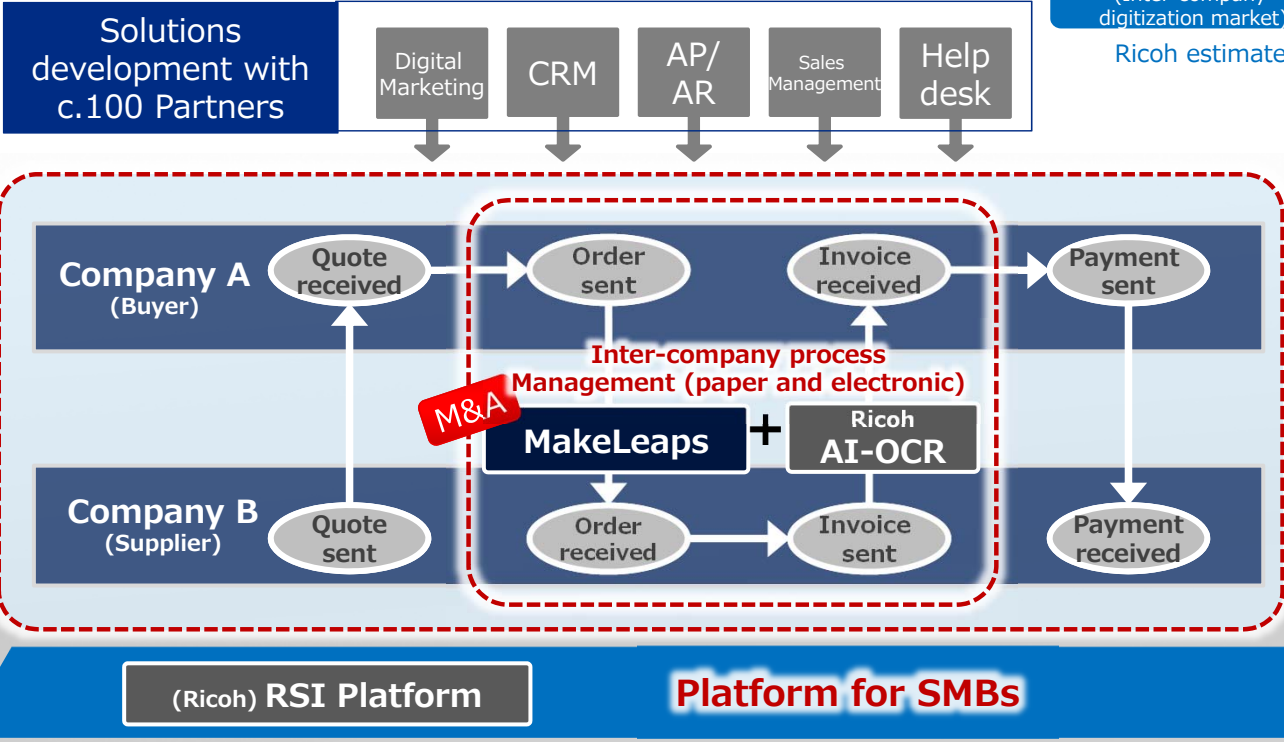 Solutions
development with
c.100 Partners
Digital
Marketing
CRM
AP/
AR
Sales
Management
Help
desk
digitization market)
Ricoh estimate
Company A
(Buyer)
Quote
received
Order
sent
Invoice
received
Payment
sent
Inter-company process
Management (paper and electronic)
M&A
MakeLeaps
+
Ricoh
AI-OCR
Company B
(Supplier)
Quote
sent
Order
received
Invoice
sent
Payment
received
(Ricoh) RSI Platform
Platform for SMBs